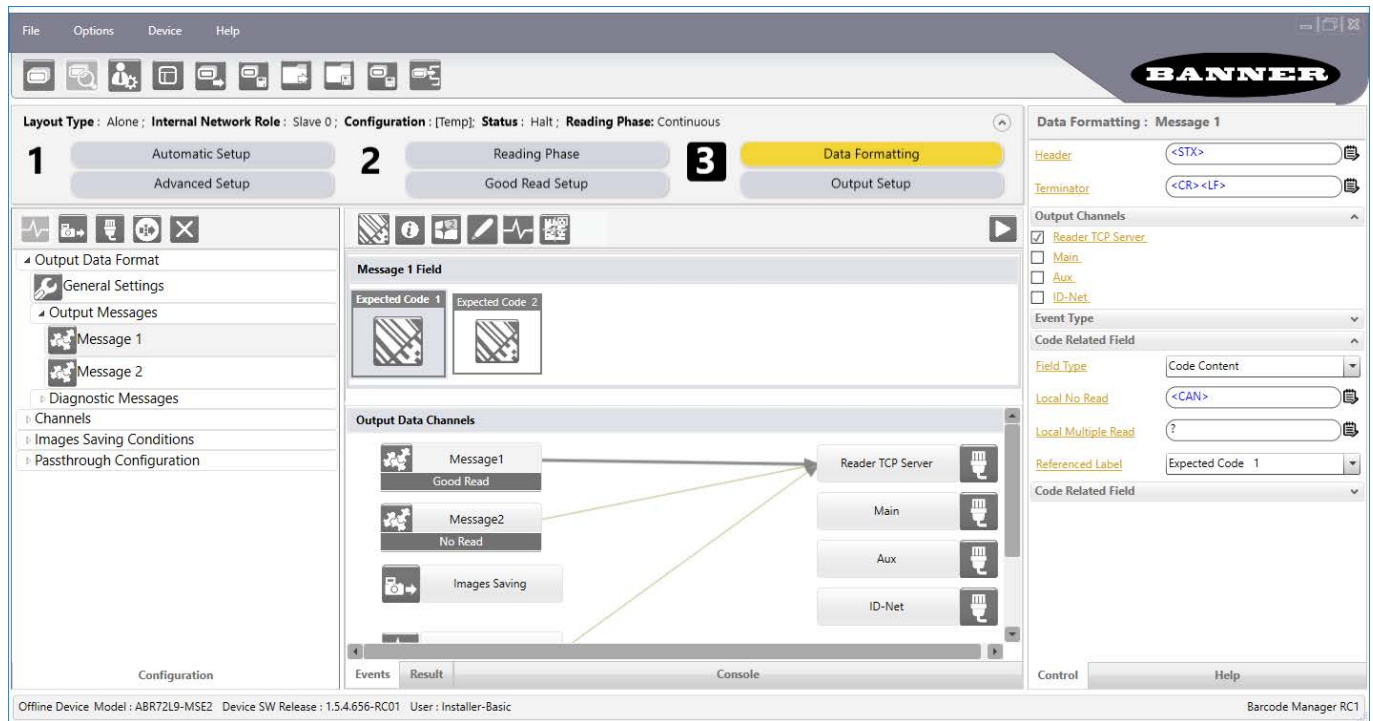 File Options Device Help
BANNER
Layout Type : Alone ; Internal Network Role : Slave 0 ; Configuration : [Temp]; Status : Halt ; Reading Phase: Continuous
1
Automatic Setup
Advanced Setup
2
Reading Phase
Good Read Setup
3
Data Formatting
Output Setup
Output Data Format
General Settings
Output Messages
Message 1
Message 2
Diagnostic Messages
Channels
Images Saving Conditions
Passthrough Configuration
Configuration
Message 1 Field
Expected Code 1
Expected Code 2
Output Data Channels
Message1
Good Read
Message2
No Read
Images Saving
Reader TCP Server
Main
Aux
ID-Net
Events Result Console
Data Formatting : Message 1
Header <STX>
Terminator <CR><LF>
Output Channels
Reader TCP Server
Main
Aux
ID-Net
Event Type
Code Related Field
Field Type Code Content
Local No Read <CAN>
Local Multiple Read ?
Referenced Label Expected Code 1
Code Related Field
Control Help
Offline Device Model : ABR72L9-MSE2 Device SW Release : 1.5.4.656-RC01 User : Installer-Basic
Barcode Manager RC1